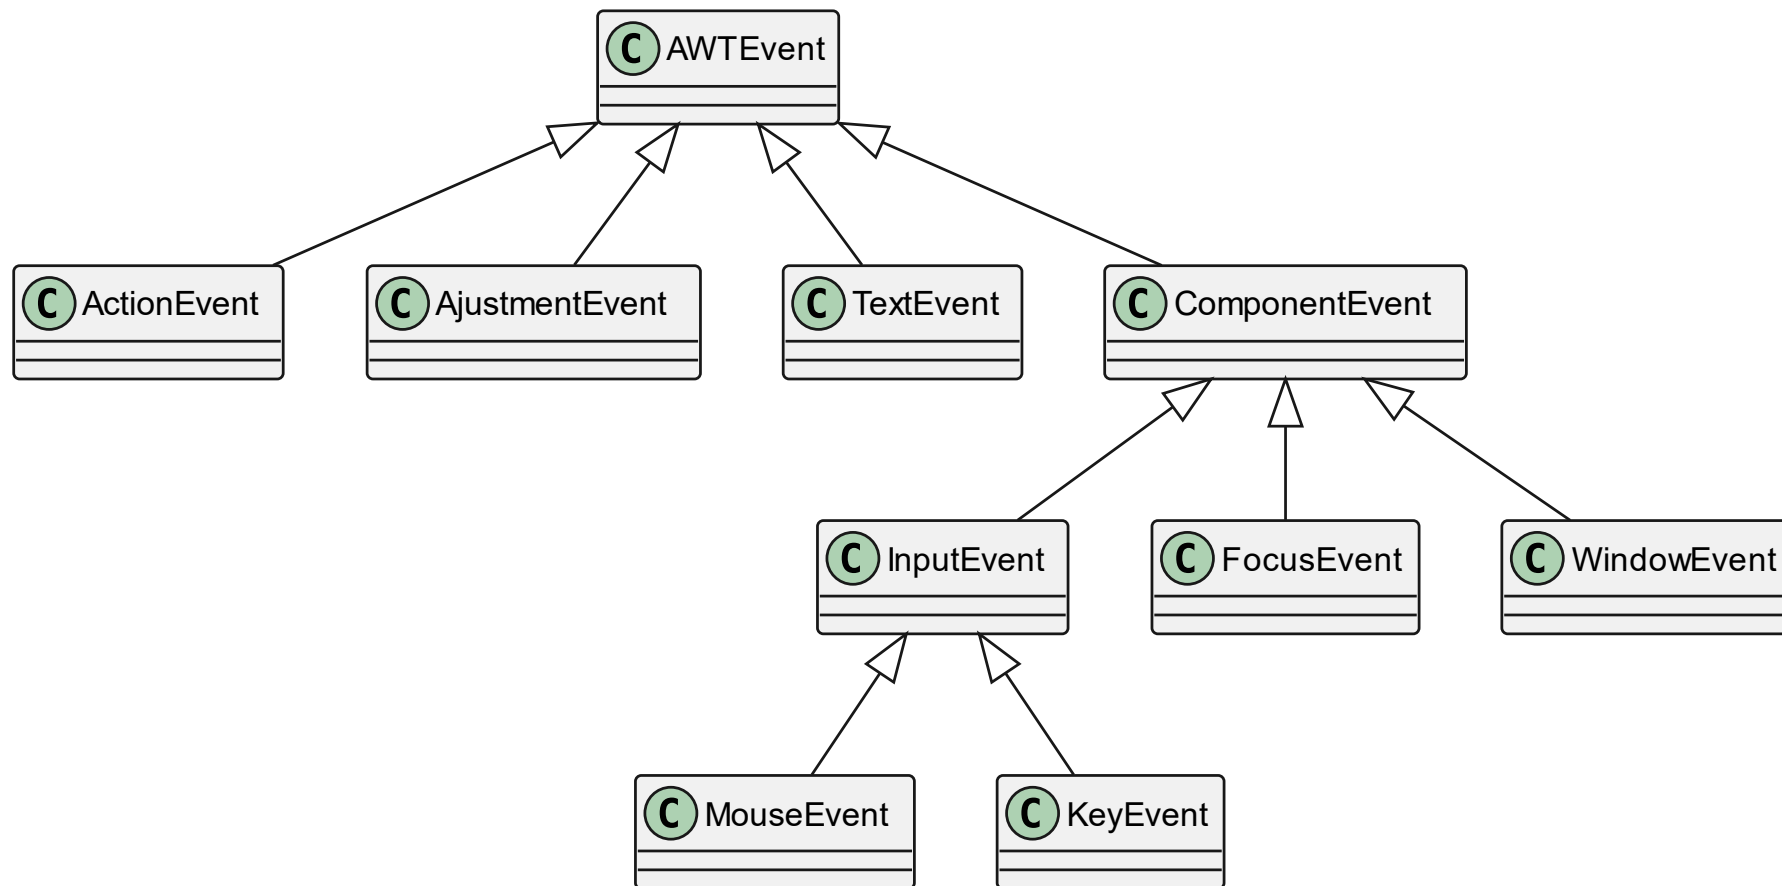 C AWTEvent
C ActionEvent
C AjustmentEvent
C TextEvent
C ComponentEvent
C InputEvent
C FocusEvent
C WindowEvent
C MouseEvent
C KeyEvent